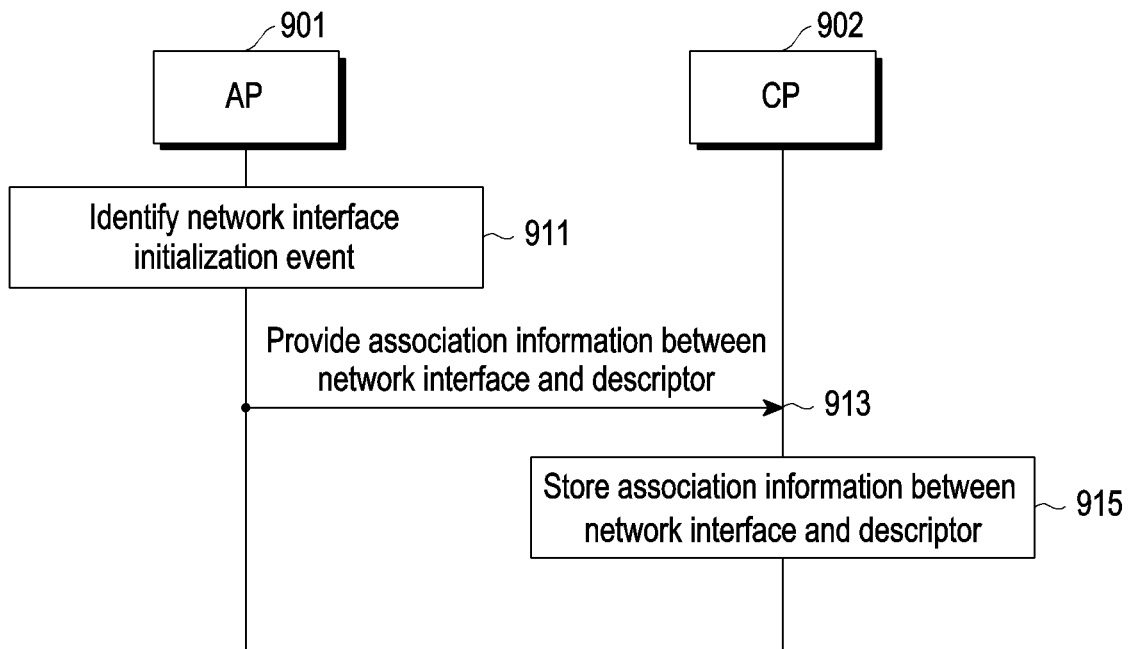 901
902
AP
CP
Identify network interface
initialization event
911
Provide association information between
network interface and descriptor
913
Store association information between
network interface and descriptor
915